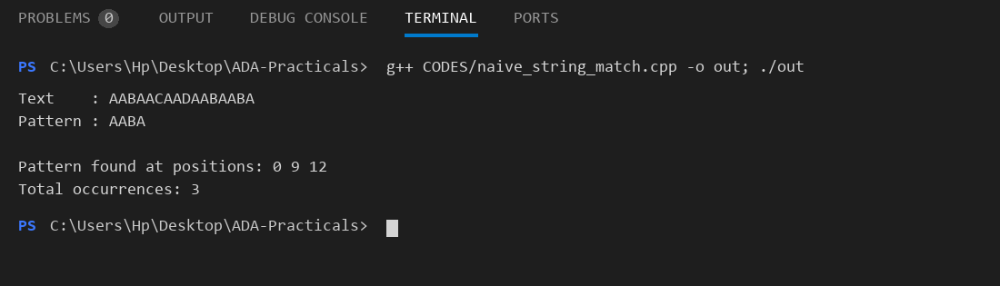 PROBLEMS 0 OUTPUT DEBUG CONSOLE TERMINAL PORTS
PS C:\Users\Hp\Desktop\ADA-Practicals> g++ CODES/naive_string_match.cpp -o out; ./out
Text    : AABAACAADAABAABA
Pattern : AABA
Pattern found at positions: 0 9 12
Total occurrences: 3
PS C:\Users\Hp\Desktop\ADA-Practicals>